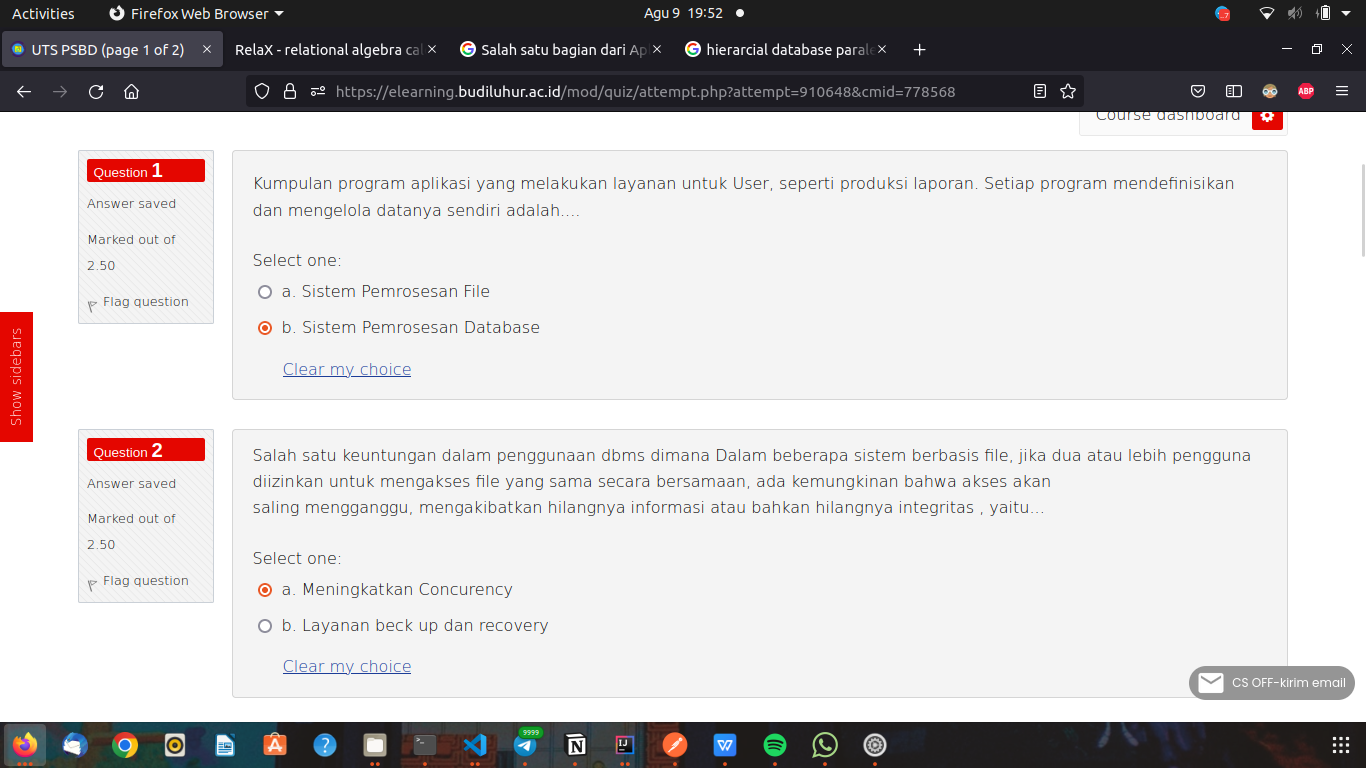 Activities
Firefox Web Browser
Agu 9 19:52
UTS PSBD (page 1 of 2)
RelaX - relational algebra cal
Salah satu bagian dari Ap
hierarcial database parale
https://elearning.budiluhur.ac.id/mod/quiz/attempt.php?attempt=910648&cmid=778568
ABP
Course dashboard
Question 1
Answer saved
Marked out of
2.50
Flag question
Kumpulan program aplikasi yang melakukan layanan untuk User, seperti produksi laporan. Setiap program mendefinisikan
dan mengelola datanya sendiri adalah....
Select one:
a. Sistem Pemrosesan File
b. Sistem Pemrosesan Database
Clear my choice
Show sidebars
Question 2
Answer saved
Marked out of
2.50
Flag question
Salah satu keuntungan dalam penggunaan dbms dimana Dalam beberapa sistem berbasis file, jika dua atau lebih pengguna
diizinkan untuk mengakses file yang sama secara bersamaan, ada kemungkinan bahwa akses akan
saling mengganggu, mengakibatkan hilangnya informasi atau bahkan hilangnya integritas , yaitu...
Select one:
a. Meningkatkan Concurency
b. Layanan beck up dan recovery
Clear my choice
CS OFF-kirim email
9999